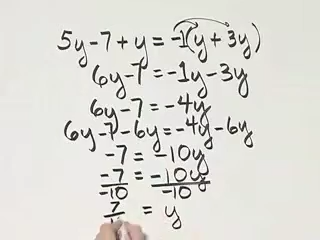 5y-7+y=-1(y+3y)
6y-7=-1y-3y
6y-7=-4y
6y-7-6y=-4y-6y
-7=-10y
-7/-10 = -10y/-10
7/ = y